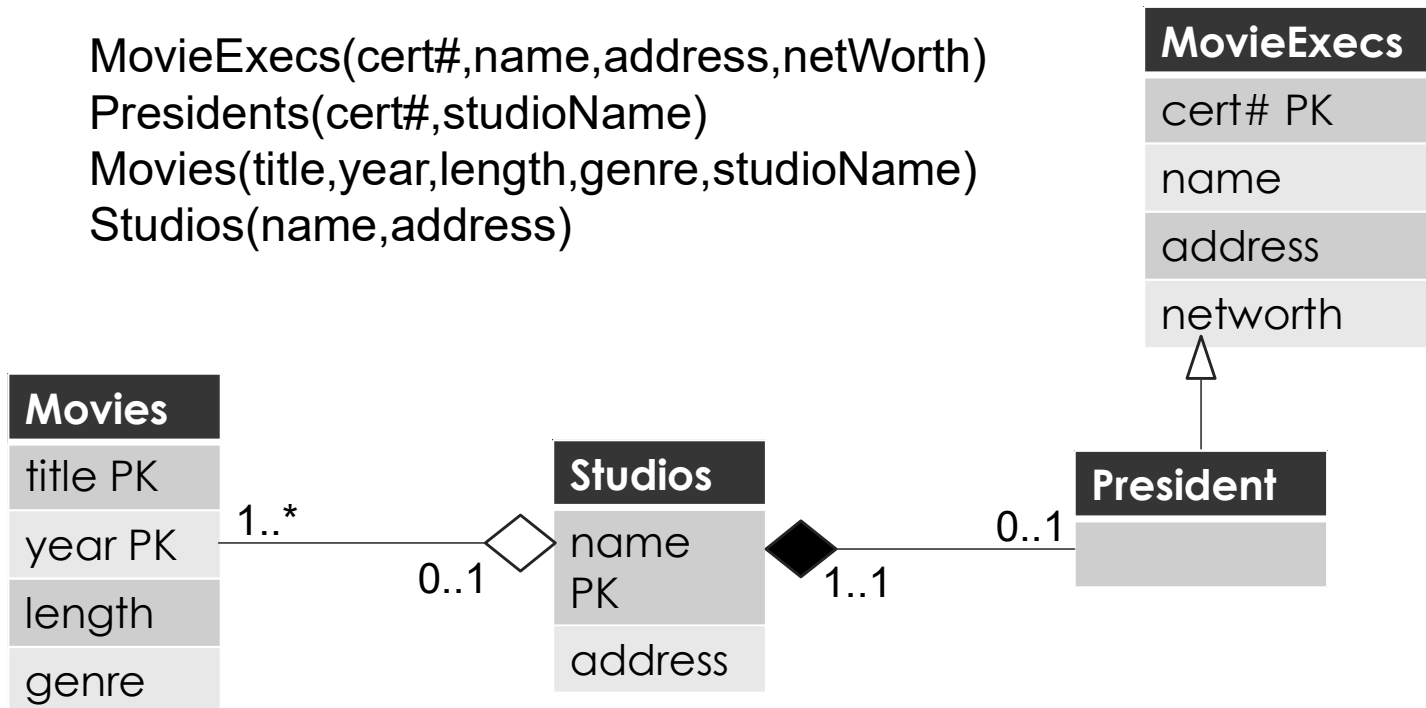 MovieExecs(cert#,name,address,netWorth)
Presidents(cert#,studioName)
Movies(title,year,length,genre,studioName)
Studios(name,address)
MovieExecs
cert# PK
name
address
networth
Movies
title PK
year PK
length
genre
1..*
0..1
Studios
name
PK
address
1..1
0..1
President